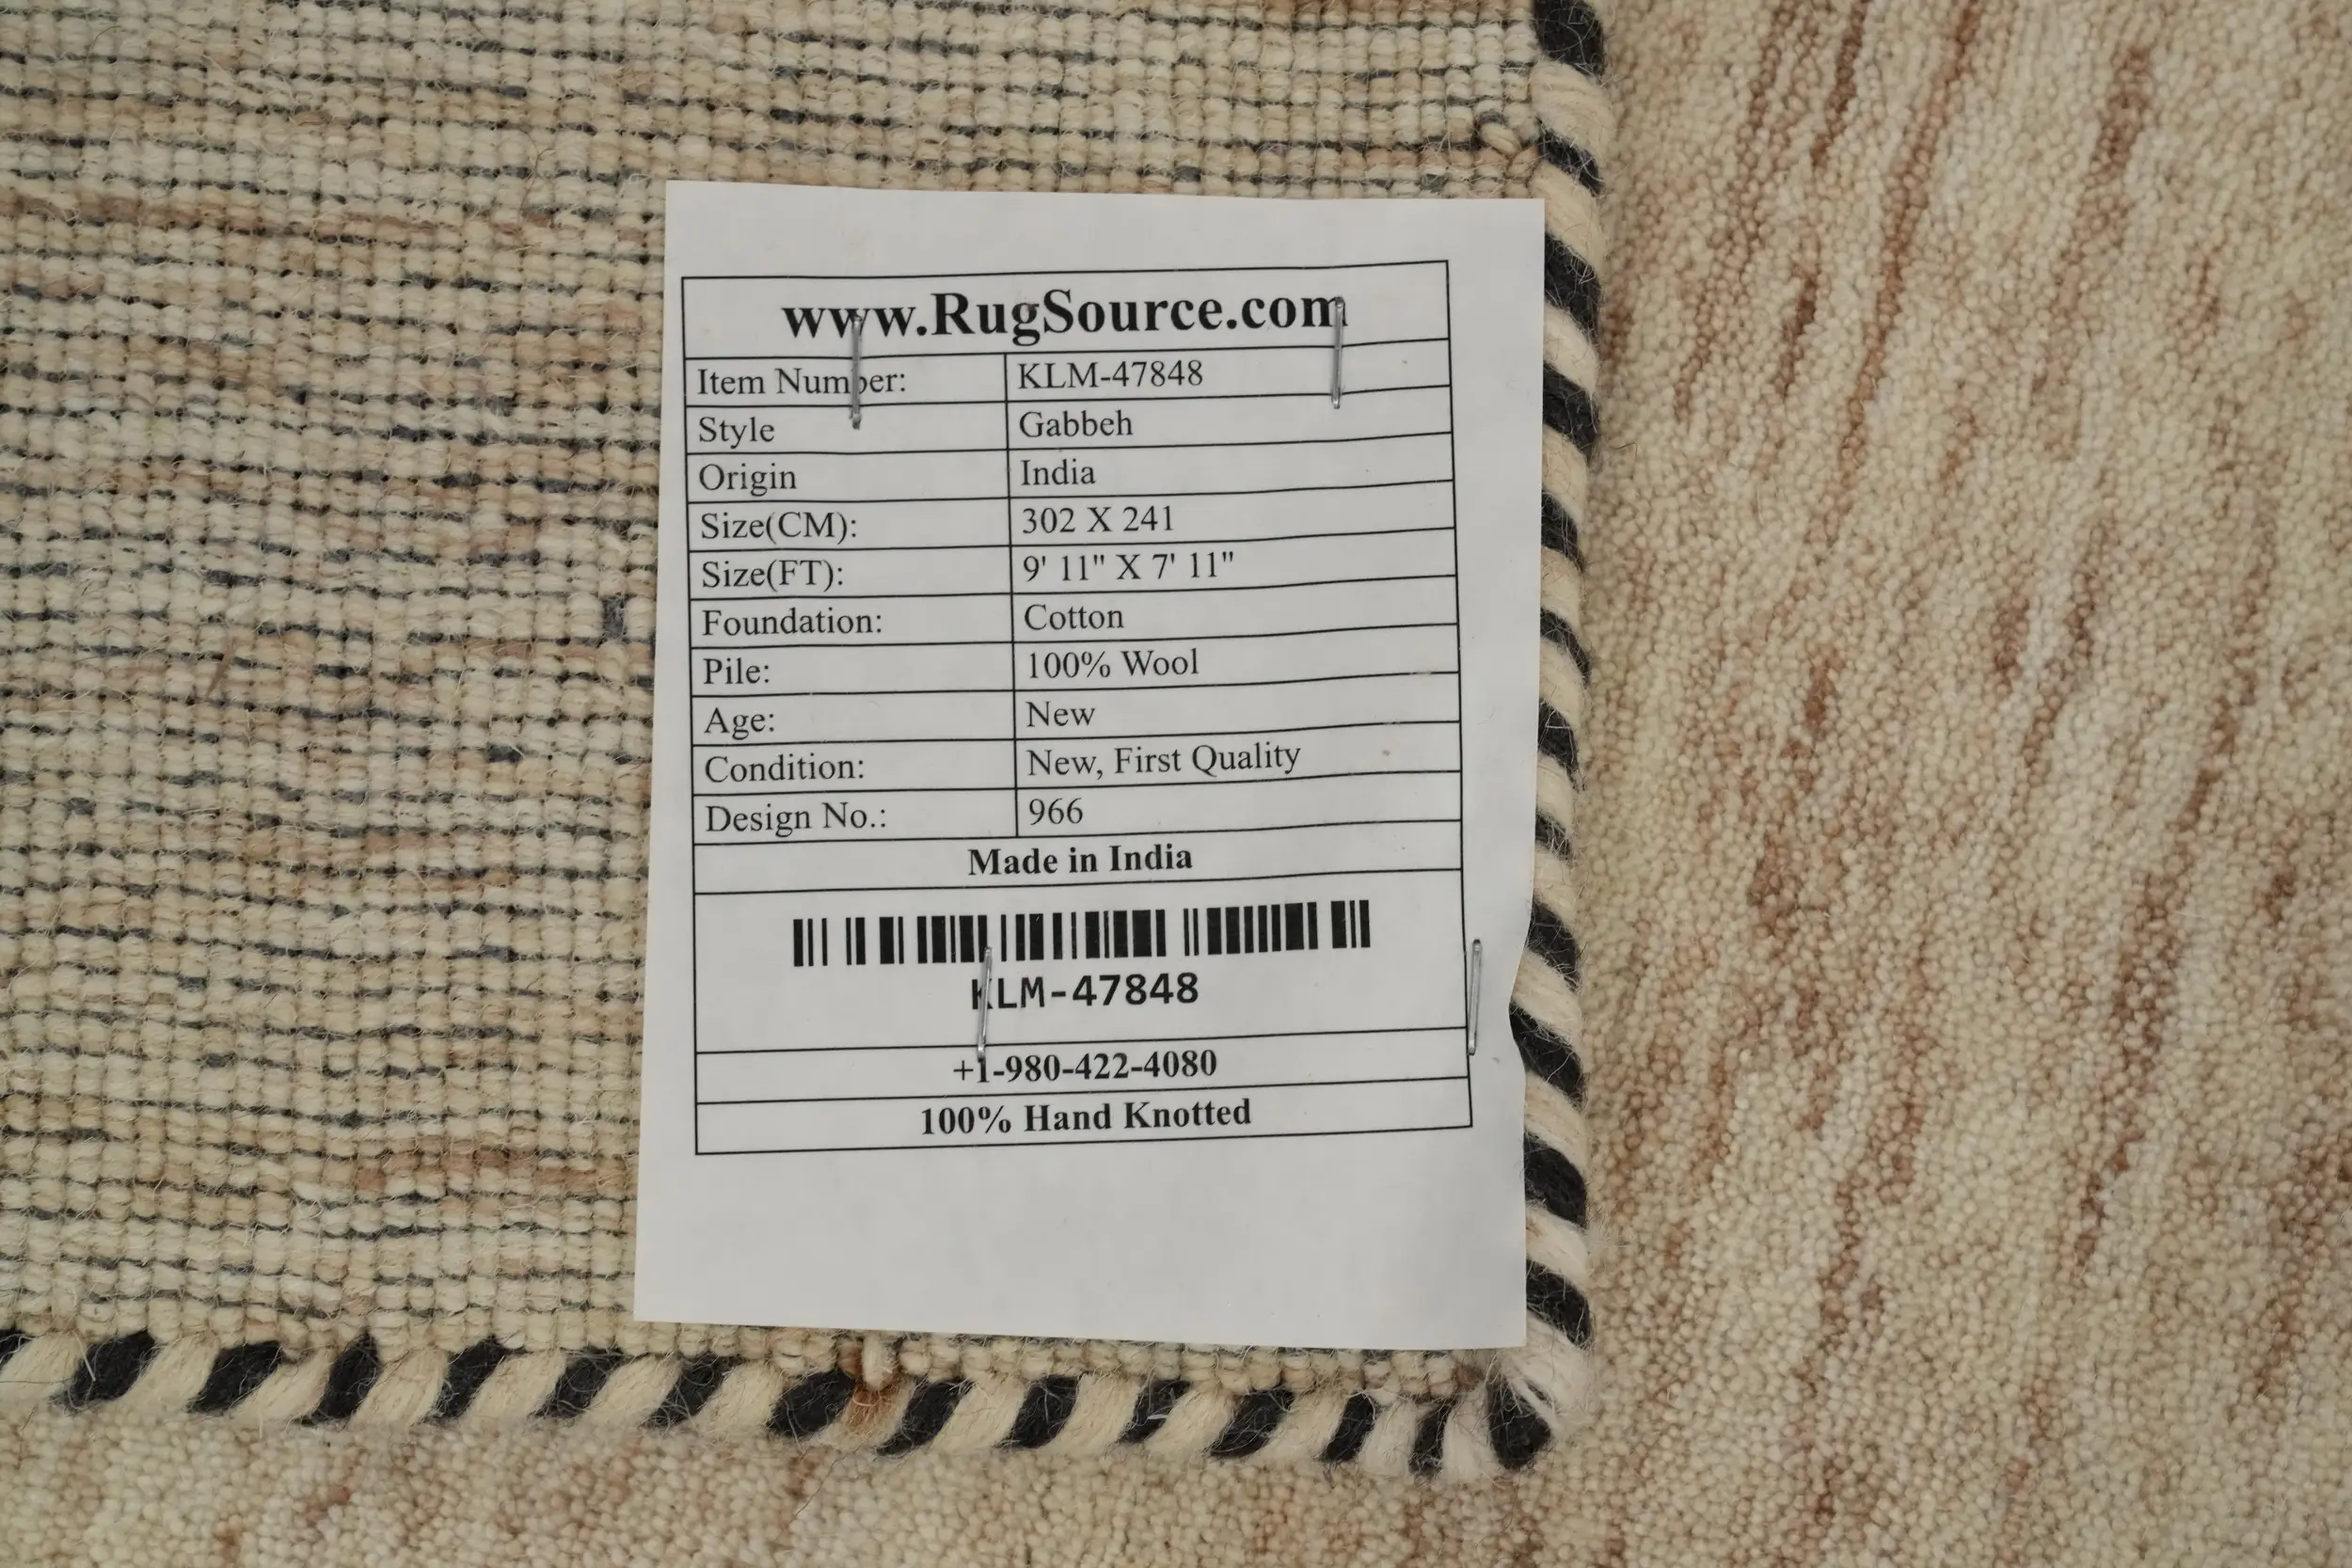 www.RugSource.com
Item Number: KLM-47848
Style Gabbeh
Origin India
Size(CM): 302 X 241
Size(FT): 9' 11" X 7' 11"
Foundation: Cotton
Pile: 100% Wool
Age: New
Condition: New, First Quality
Design No.: 966
Made in India
KLM-47848
+1-980-422-4080
100% Hand Knotted